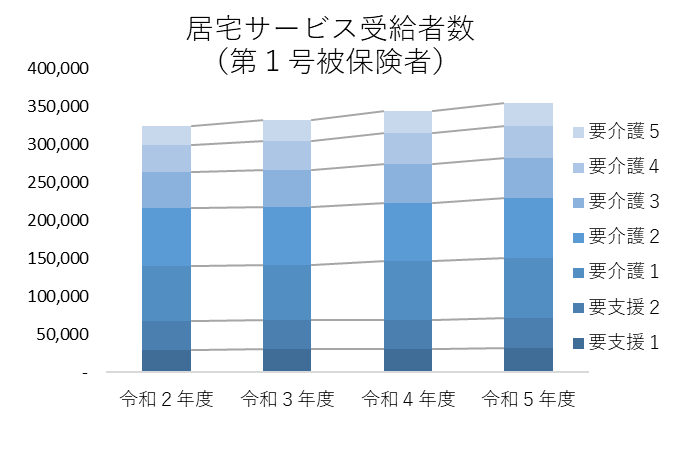 居宅サービス受給者数
（第１号被保険者）
400,000
350,000
300,000
250,000
200,000
150,000
100,000
50,000
-
令和２年度
令和３年度
令和４年度
令和５年度
要介護５
要介護４
要介護３
要介護２
要介護１
要支援２
要支援１